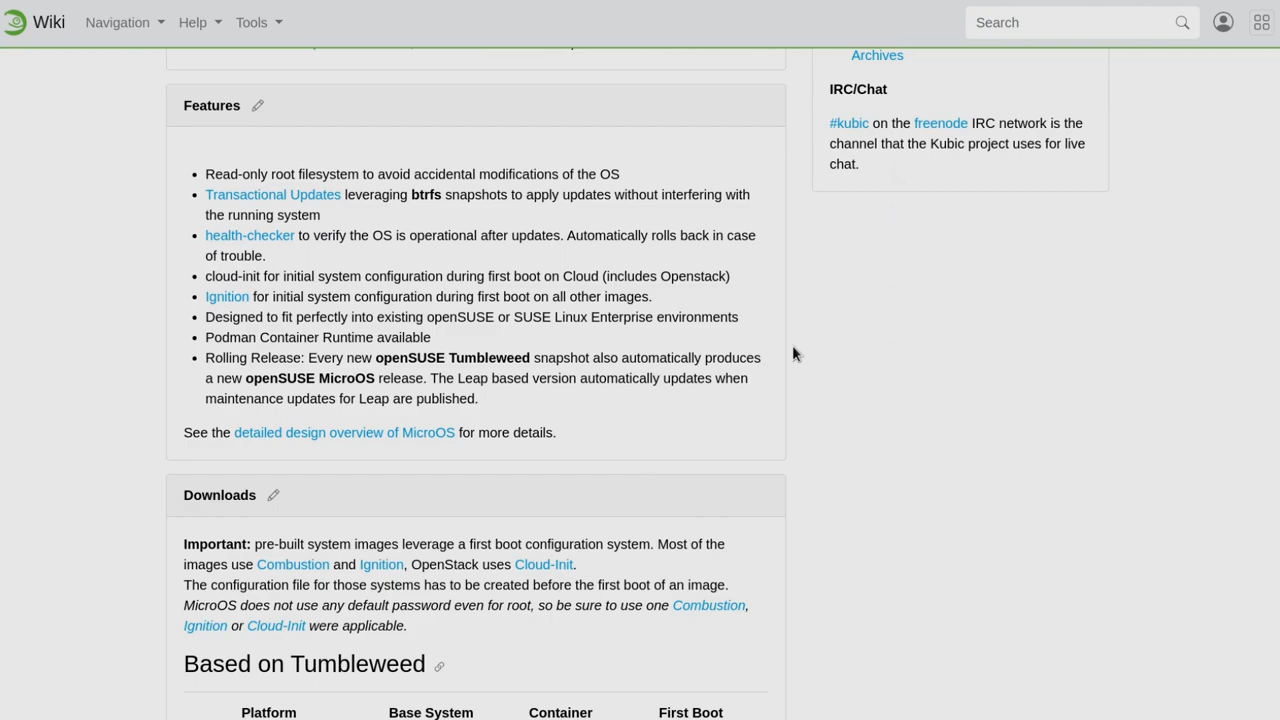 Wiki Navigation Help Tools Search
Archives
Features
IRC/Chat
#kubic on the freenode IRC network is the
channel that the Kubic project uses for live
chat.
Read-only root filesystem to avoid accidental modifications of the OS
Transactional Updates leveraging btrfs snapshots to apply updates without interfering with
the running system
health-checker to verify the OS is operational after updates. Automatically rolls back in case
of trouble.
cloud-init for initial system configuration during first boot on Cloud (includes Openstack)
Ignition for initial system configuration during first boot on all other images.
Designed to fit perfectly into existing openSUSE or SUSE Linux Enterprise environments
Podman Container Runtime available
Rolling Release: Every new openSUSE Tumbleweed snapshot also automatically produces
a new openSUSE MicroOS release. The Leap based version automatically updates when
maintenance updates for Leap are published.
See the detailed design overview of MicroOS for more details.
Downloads
Important: pre-built system images leverage a first boot configuration system. Most of the
images use Combustion and Ignition, OpenStack uses Cloud-Init.
The configuration file for those systems has to be created before the first boot of an image.
MicroOS does not use any default password even for root, so be sure to use one Combustion,
Ignition or Cloud-Init were applicable.
Based on Tumbleweed
Platform Base System Container First Boot